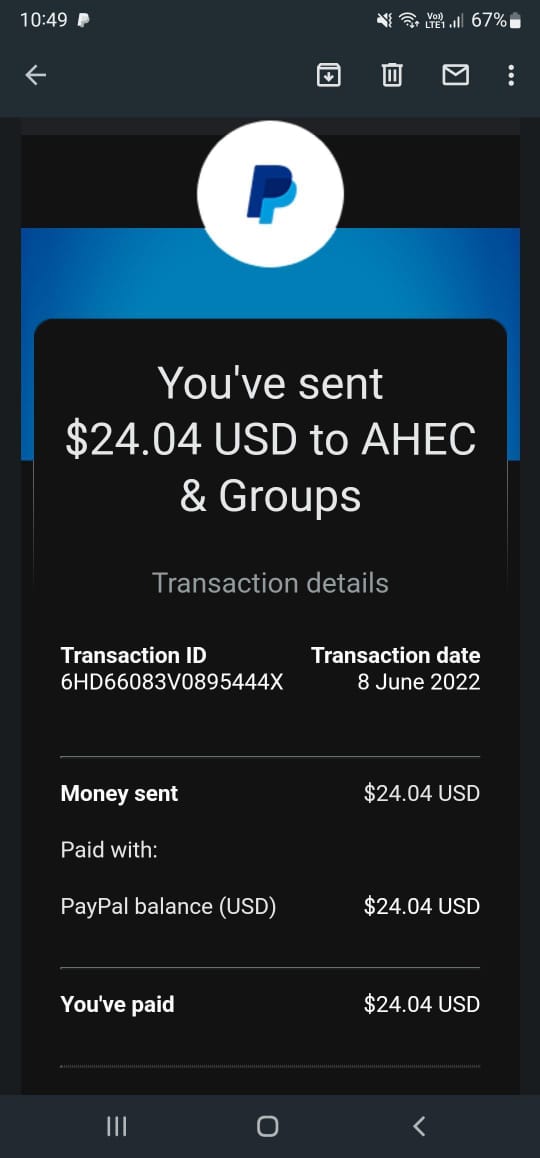 10:49
Vo))
LTE1
67%
You've sent
$24.04 USD to AHEC
& Groups
Transaction details
Transaction ID Transaction date
6HD66083V0895444X 8 June 2022
Money sent $24.04 USD
Paid with:
PayPal balance (USD) $24.04 USD
You've paid $24.04 USD